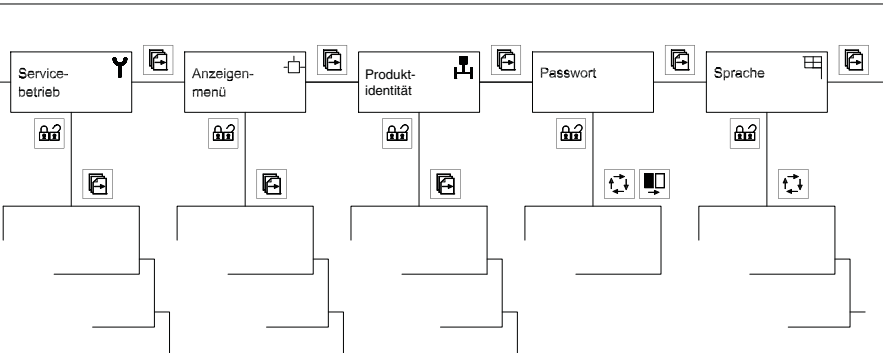 Service-
betrieb
Anzeigen-
menü
Produkt-
identität
Passwort
Sprache